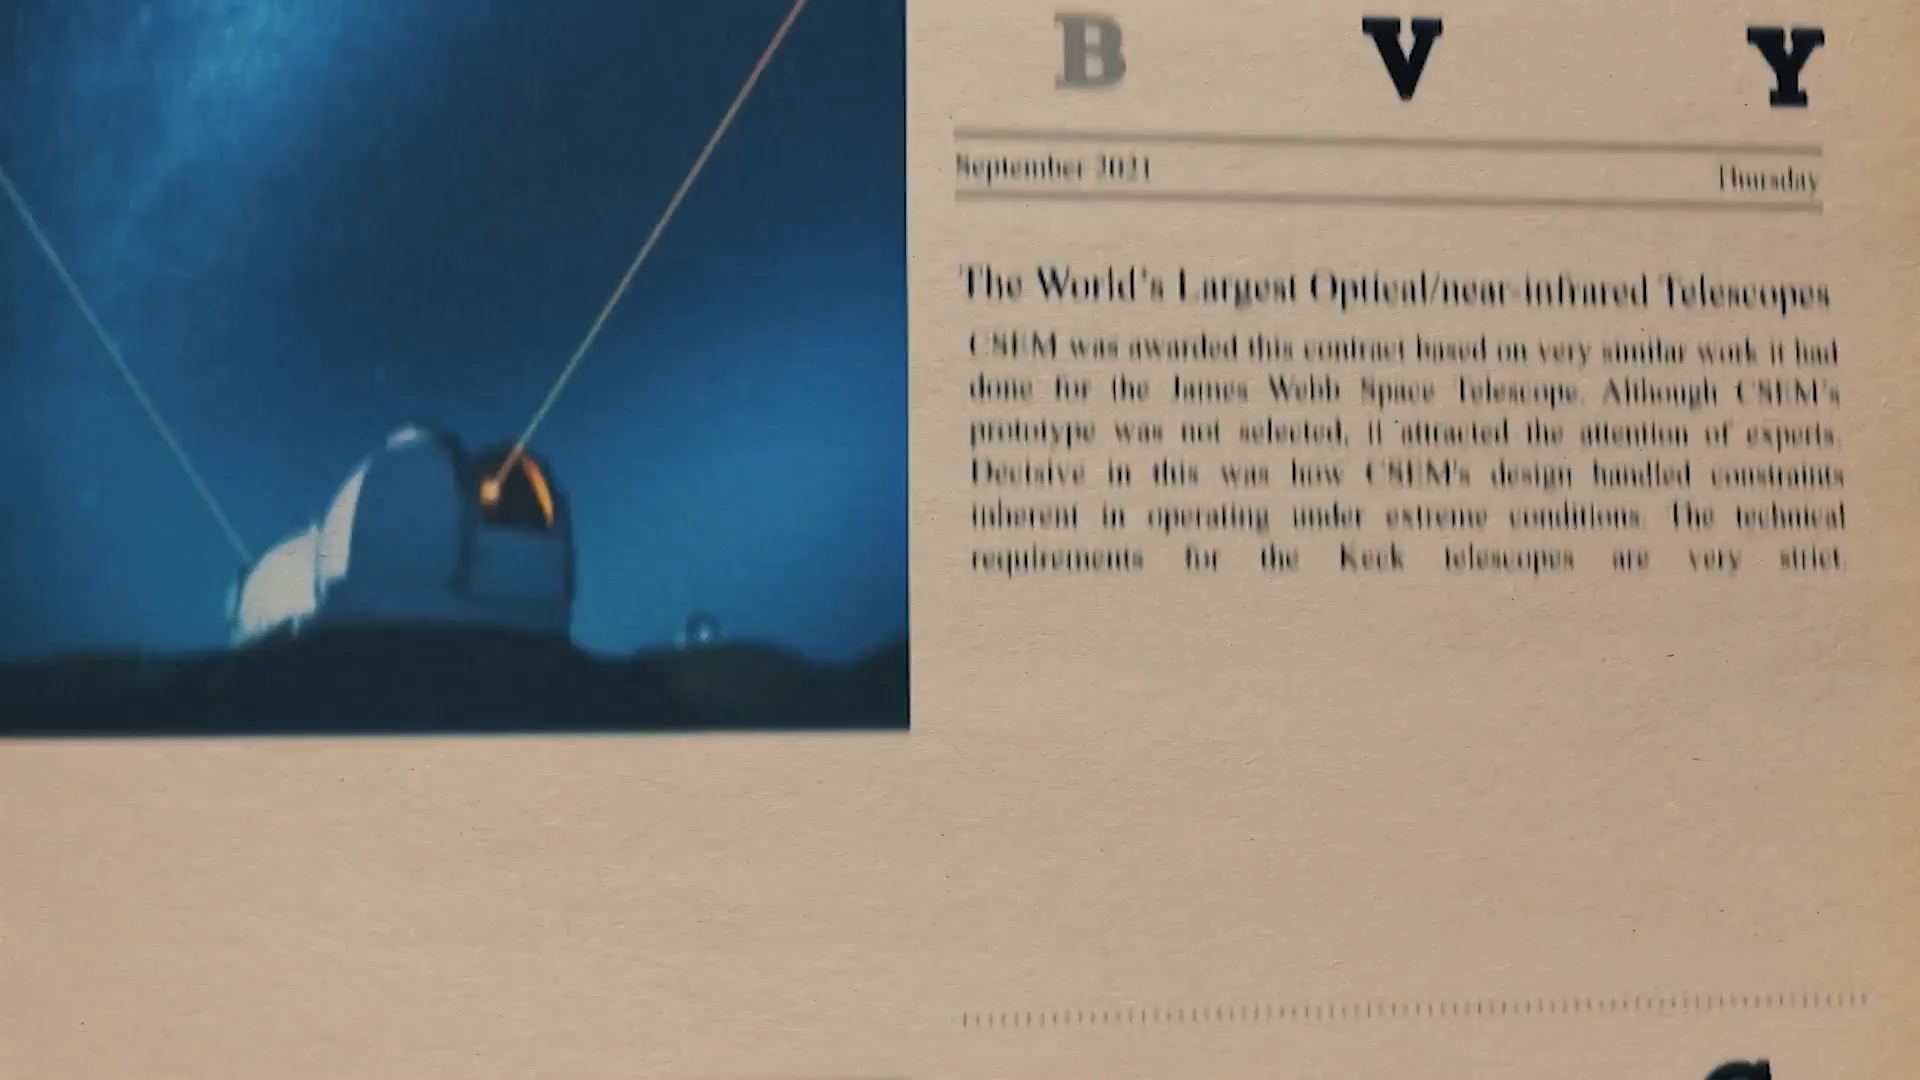 B V Y
September 2021 Thursday
The World's Largest Optical/near-infrared Telescopes
CSEM was awarded this contract based on very similar work it had
done for the James Webb Space Telescope. Although CSEM's
prototype was not selected, it attracted the attention of experts.
Decisive in this was how CSEM's design handled constraints
inherent in operating under extreme conditions. The technical
requirements for the Keck telescopes are very strict.